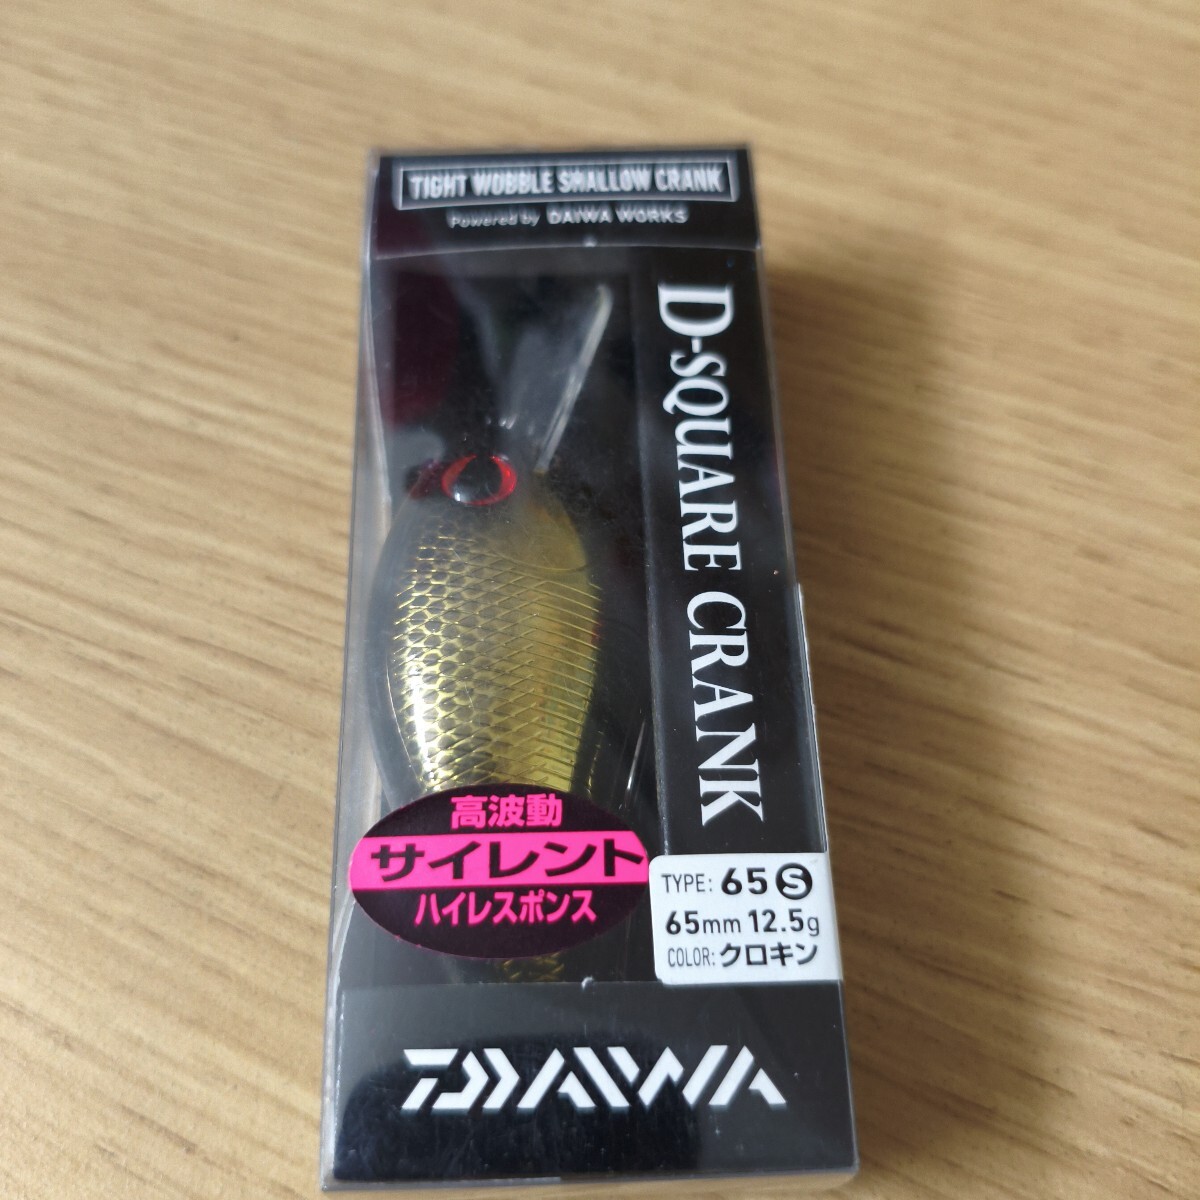 TIGHT WOBBLE SHALLOW CRANK
Powered by DAIWA WORKS
D-SQUARE CRANK
高波動
サイレント
ハイレスポンス
TYPE: 65 S
65mm 12.5g
COLOR: クロキン
DAIWA